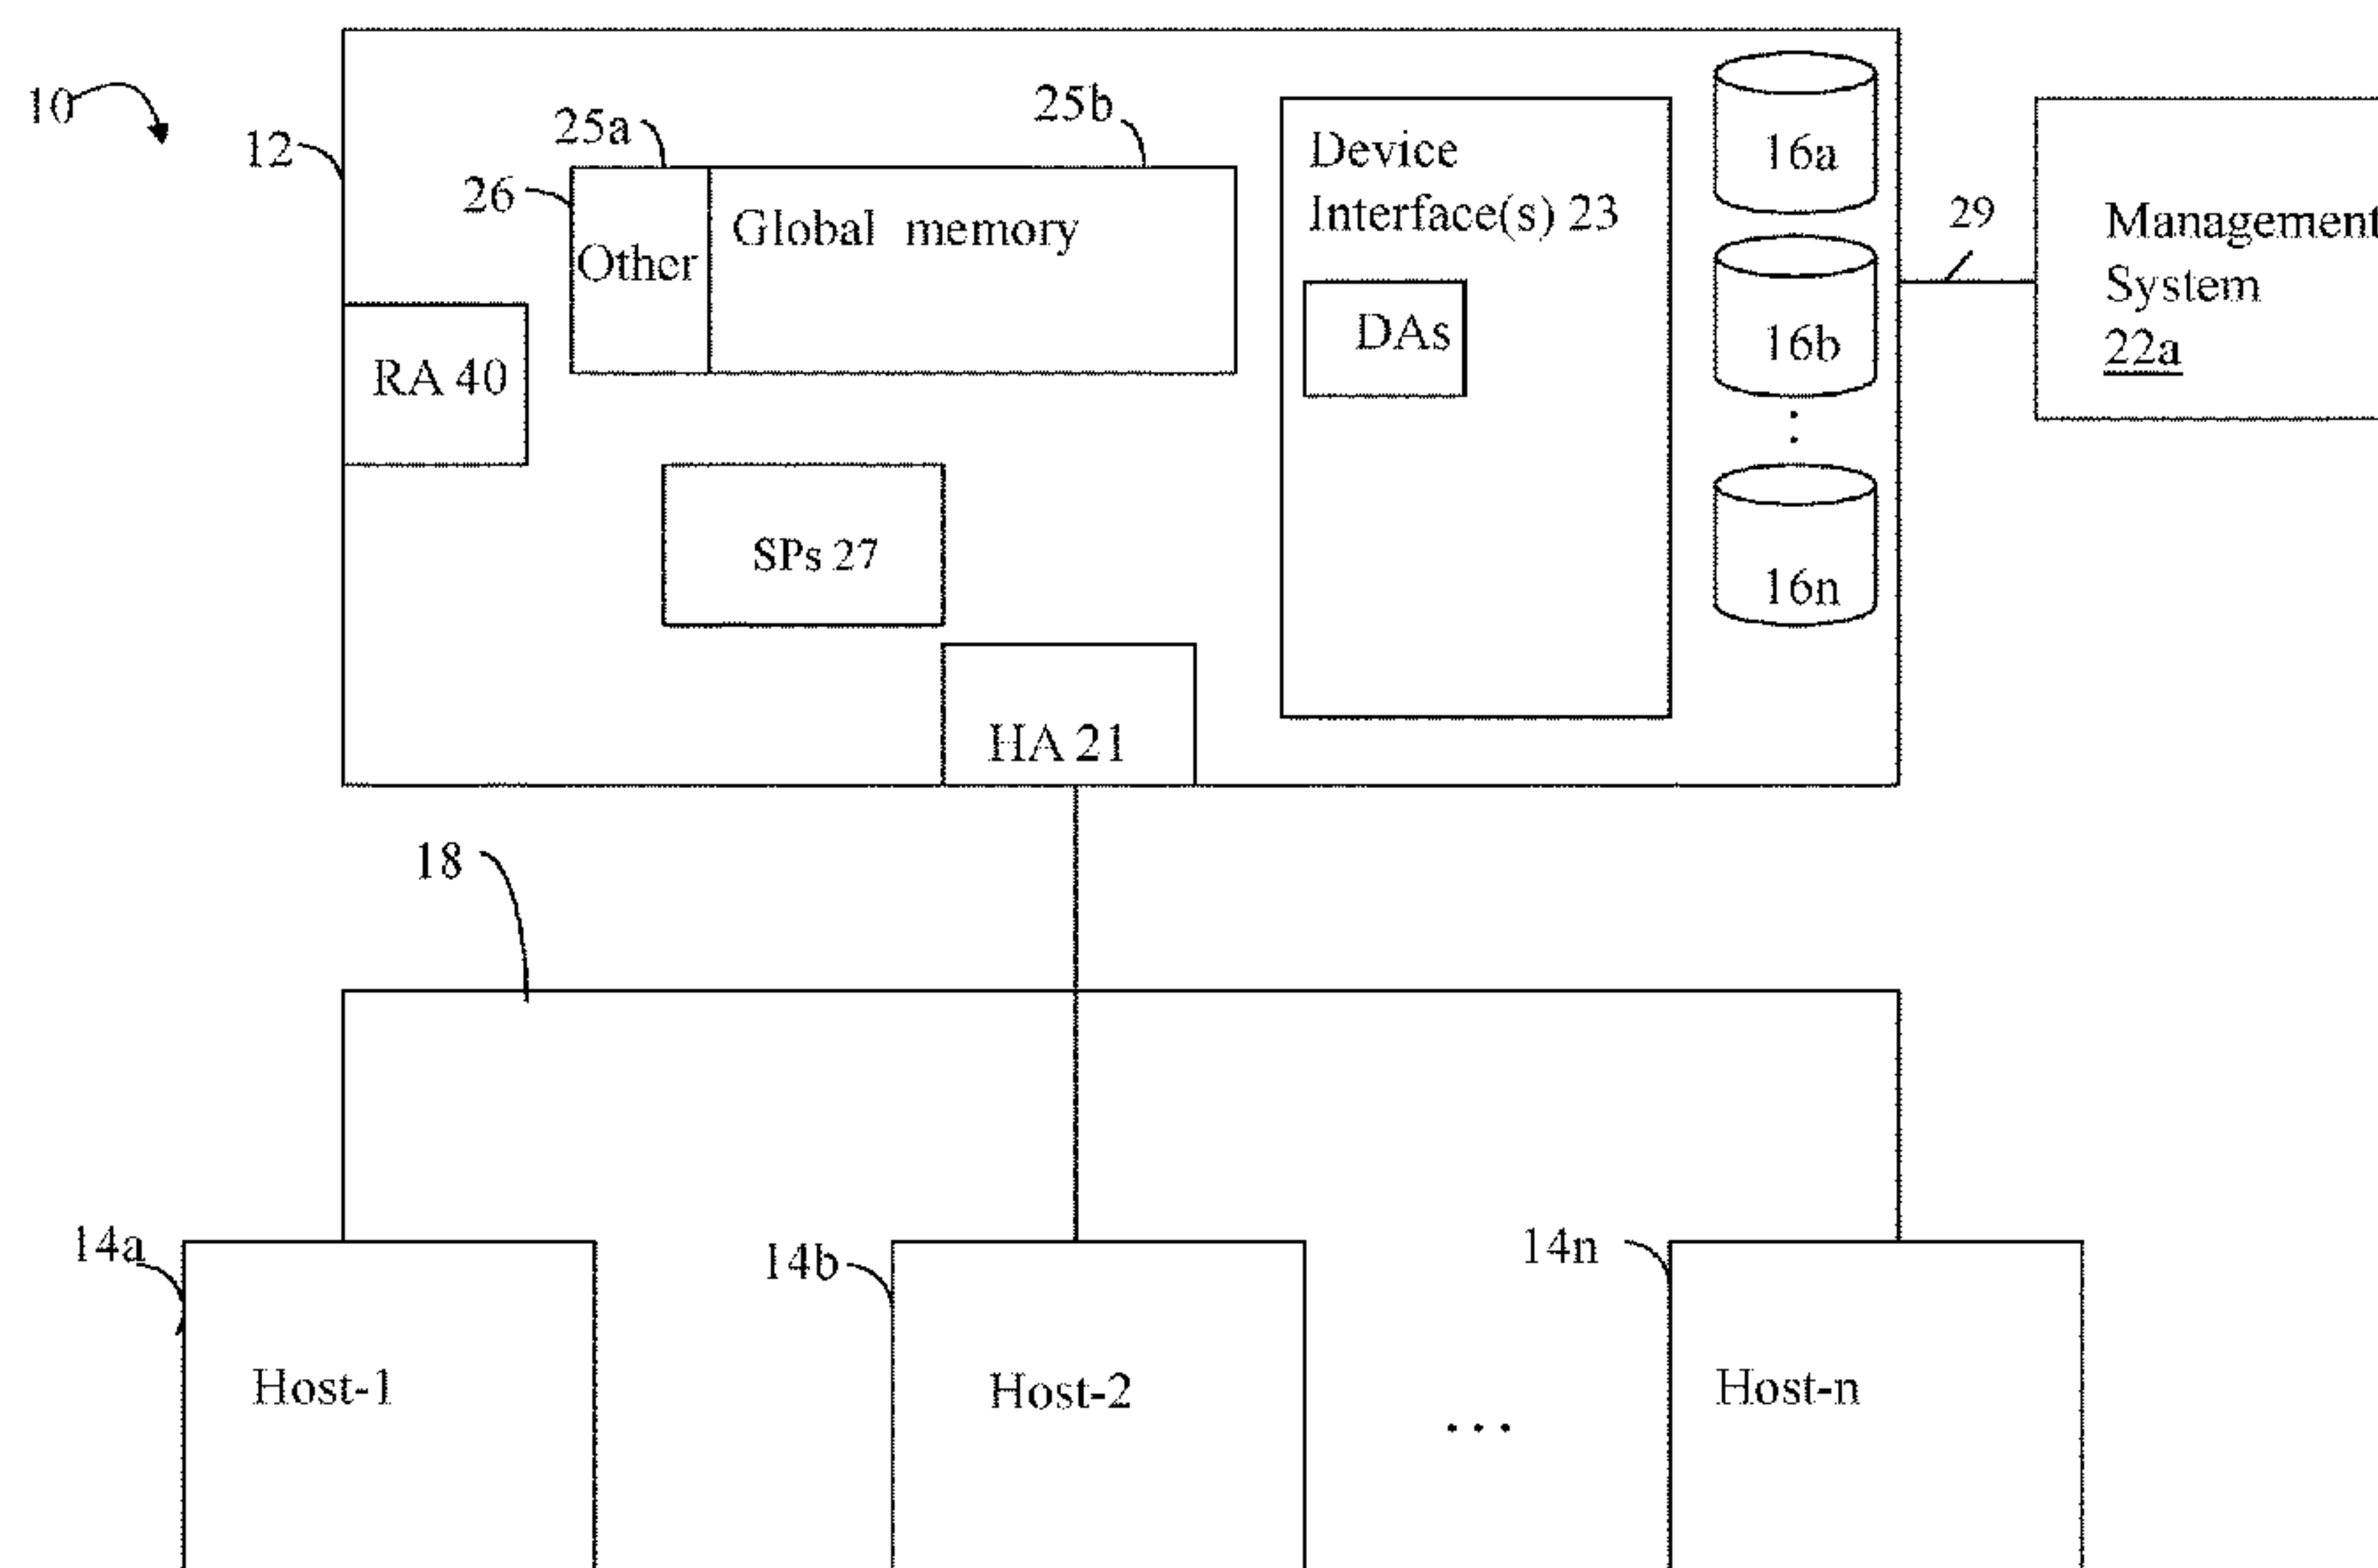 10
12
25a
25b
26
Other
Global memory
Device
Interface(s) 23
DAs
16a
16b
16n
29
Management
System
22a
RA 40
SPs 27
HA 21
18
14a
14b
14n
Host-1
Host-2
...
Host-n